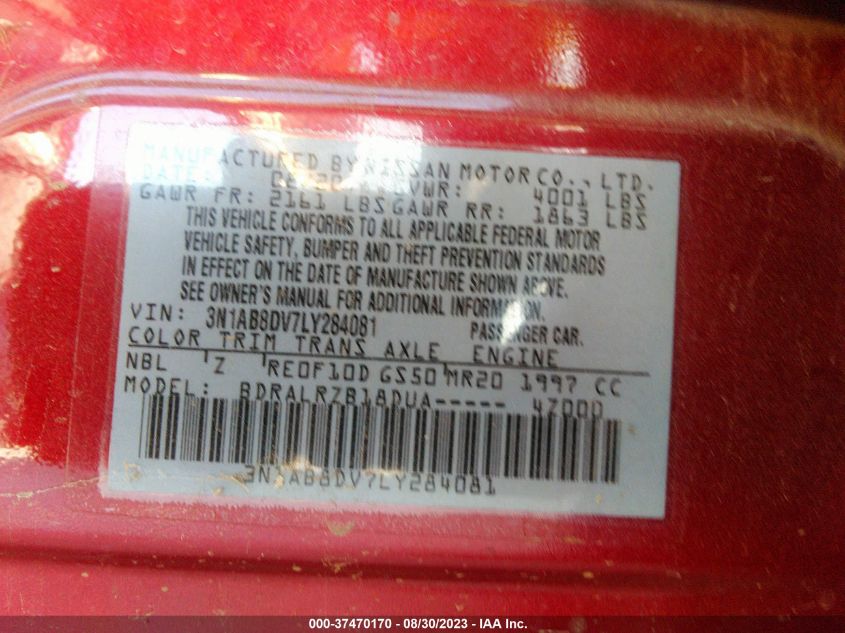 MANUFACTURED BY NISSAN MOTOR CO., LTD.
DATE: GVWR: 4001 LBS
GAWR FR: 2161 LBS GAWR RR: 1863 LBS
THIS VEHICLE CONFORMS TO ALL APPLICABLE FEDERAL MOTOR
VEHICLE SAFETY, BUMPER AND THEFT PREVENTION STANDARDS
IN EFFECT ON THE DATE OF MANUFACTURE SHOWN ABOVE.
SEE OWNER'S MANUAL FOR ADDITIONAL INFORMATION
VIN: 3N1AB8DV7LY284081 PASSENGER CAR.
COLOR TRIM TRANS AXLE ENGINE
NBL Z RE0F10D GS50 MR20 1997 CC
MODEL: BDRALRZB18DUA----- 4Z000
3N1AB8DV7LY284081
000-37470170 - 08/30/2023 - IAA Inc.